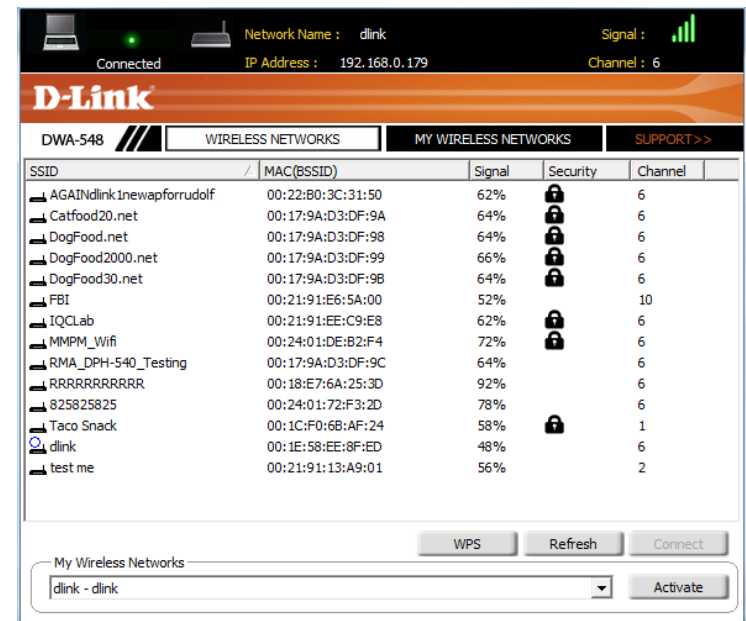 Network Name : dlink Signal :
Connected IP Address : 192.168.0.179 Channel : 6
D-Link
DWA-548 WIRELESS NETWORKS MY WIRELESS NETWORKS SUPPORT>>
SSID MAC(BSSID) Signal Security Channel
AGAINdlink1newapforrudolf 00:22:B0:3C:31:50 62% 6
Catfood20.net 00:17:9A:D3:DF:9A 64% 6
DogFood.net 00:17:9A:D3:DF:98 64% 6
DogFood2000.net 00:17:9A:D3:DF:99 66% 6
DogFood30.net 00:17:9A:D3:DF:9B 64% 6
FBI 00:21:91:E6:5A:00 52% 10
IQCLab 00:21:91:EE:C9:E8 62% 6
MMPM_Wifi 00:24:01:DE:B2:F4 72% 6
RMA_DPH-540_Testing 00:17:9A:D3:DF:9C 64% 6
RRRRRRRRRRR 00:18:E7:6A:25:3D 92% 6
825825825 00:24:01:72:F3:2D 78% 6
Taco Snack 00:1C:F0:6B:AF:24 58% 1
dlink 00:1E:58:EE:8F:ED 48% 6
test me 00:21:91:13:A9:01 56% 2
WPS Refresh Connect
My Wireless Networks
dlink - dlink Activate